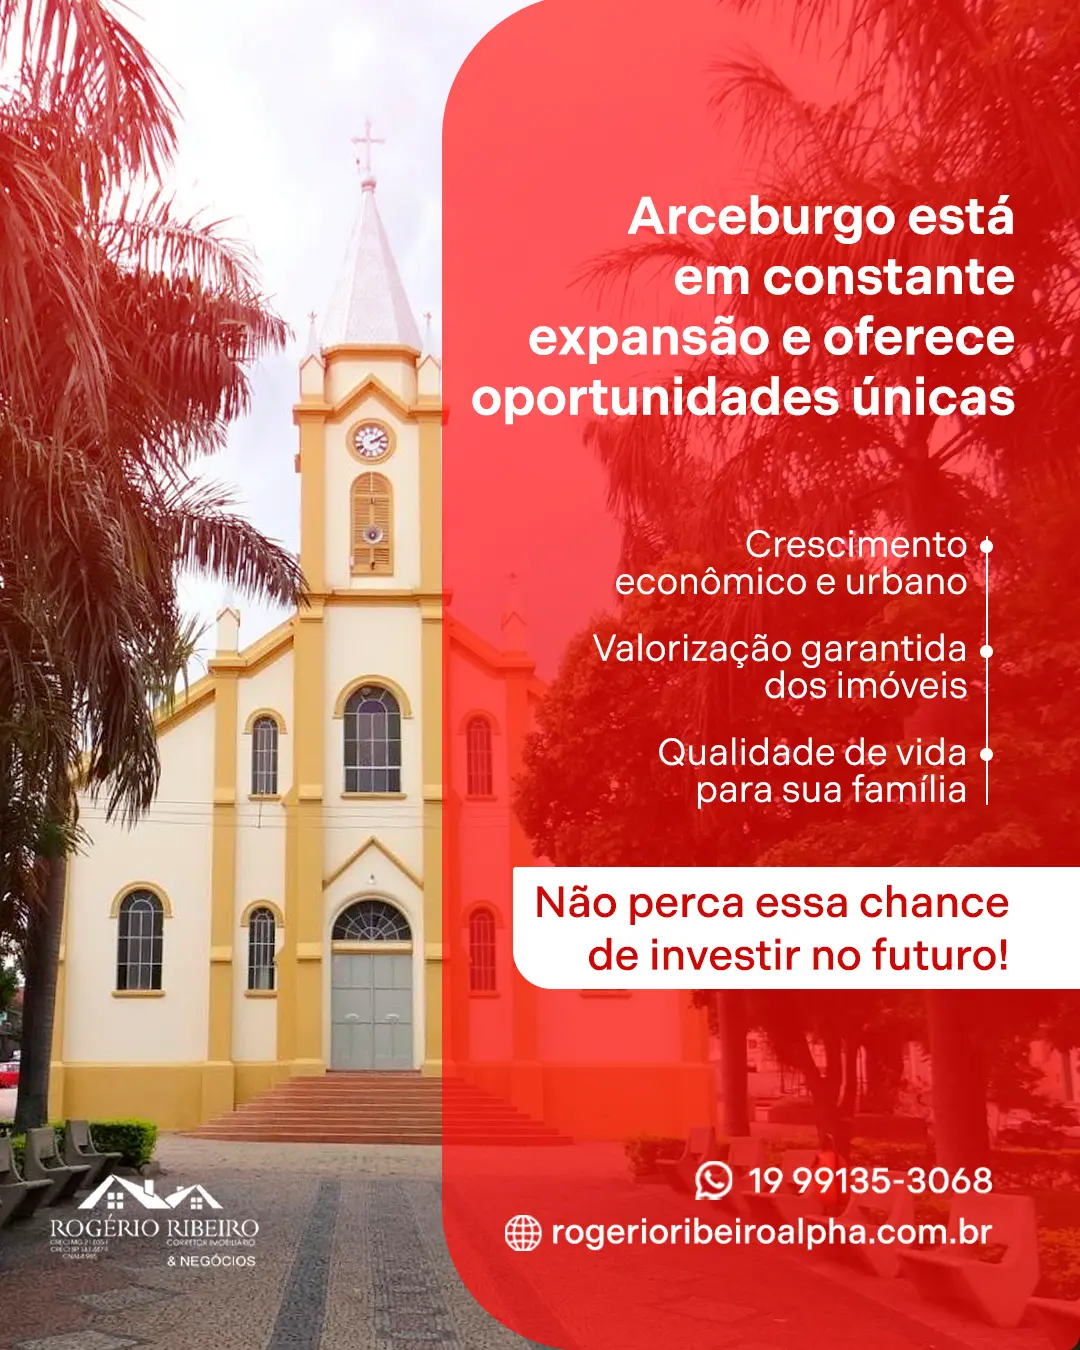 Arceburgo está
em constante
expansão e oferece
oportunidades únicas
Crescimento
econômico e urbano
Valorização garantida
dos imóveis
Qualidade de vida
para sua família
Não perca essa chance
de investir no futuro!
19 99135-3068
rogerioribeiroalpha.com.br
ROGÉRIO RIBEIRO
CORRETOR IMOBILIÁRIO
& NEGÓCIOS